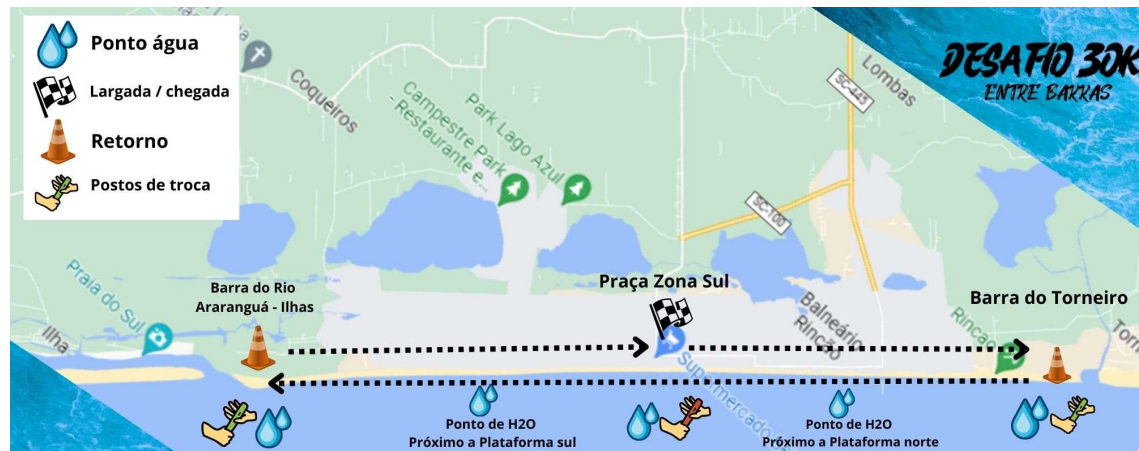 Ponto água
Largada / chegada
Retorno
Postos de troca
DESAFIO 30K
ENTRE BARRAS
Coqueiros
Campestre Park
- Restaurante e...
Park Lago Azul
Lombas
SC-445
SC-100
Praia do Sul
Ilha
Barra do Rio
Araranguá - Ilhas
Praça Zona Sul
Balneário
Rincão
Barra do Torneiro
Rincao
Torn
Supermercado
Ponto de H2O
Próximo a Plataforma sul
Ponto de H2O
Próximo a Plataforma norte